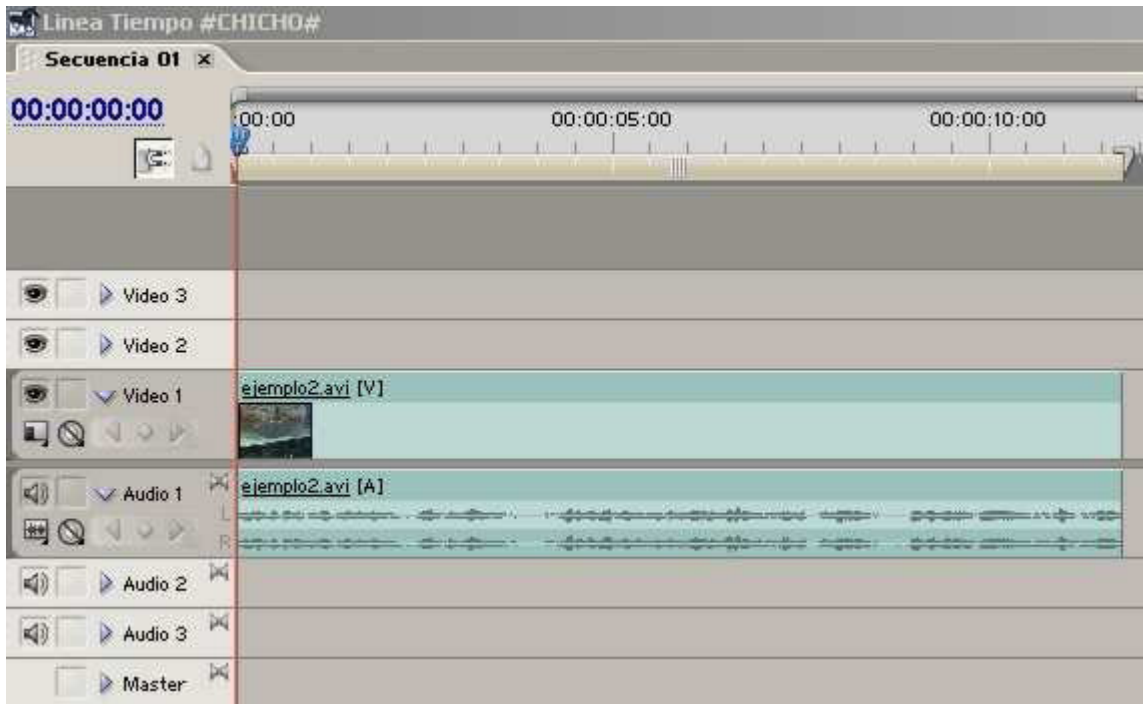 Linea Tiempo #CHICHO#
Secuencia 01
00:00:00:00
:00:00 00:00:05:00 00:00:10:00
Video 3
Video 2
Video 1 ejemplo2.avi [V]
Audio 1 ejemplo2.avi [A]
L
R
Audio 2
Audio 3
Master